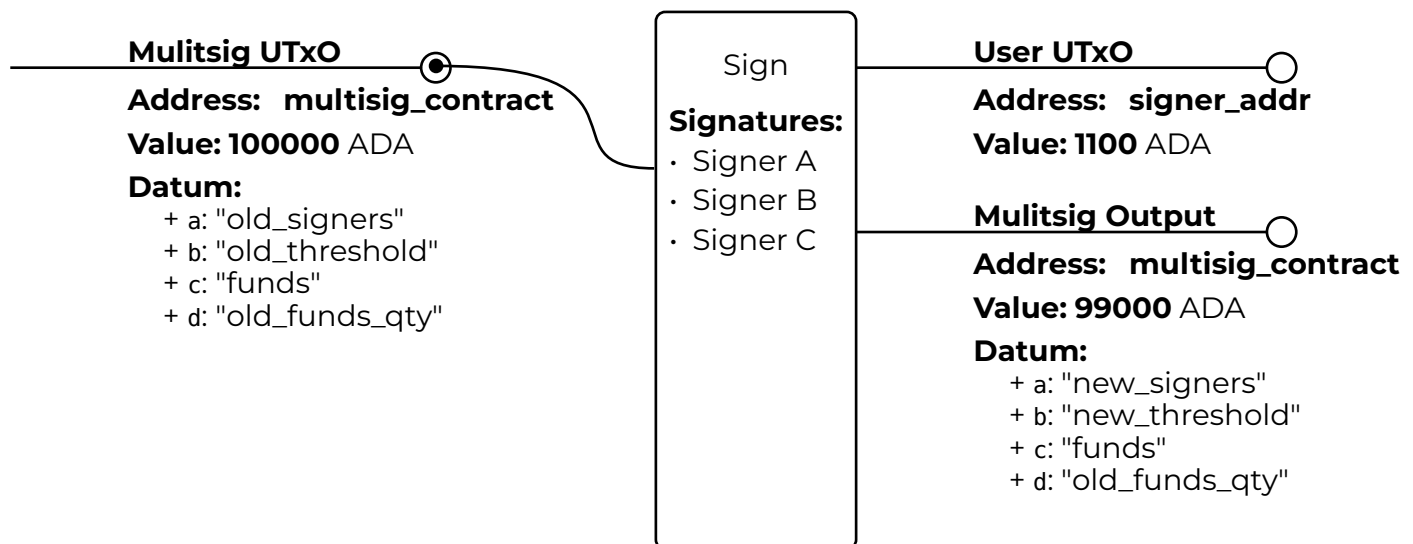 Mulitsig UTxO
Address: multisig_contract
Value: 100000 ADA
Datum:
+ a: "old_signers"
+ b: "old_threshold"
+ c: "funds"
+ d: "old_funds_qty"
Sign
Signatures:
· Signer A
· Signer B
· Signer C
User UTxO
Address: signer_addr
Value: 1100 ADA
Mulitsig Output
Address: multisig_contract
Value: 99000 ADA
Datum:
+ a: "new_signers"
+ b: "new_threshold"
+ c: "funds"
+ d: "old_funds_qty"